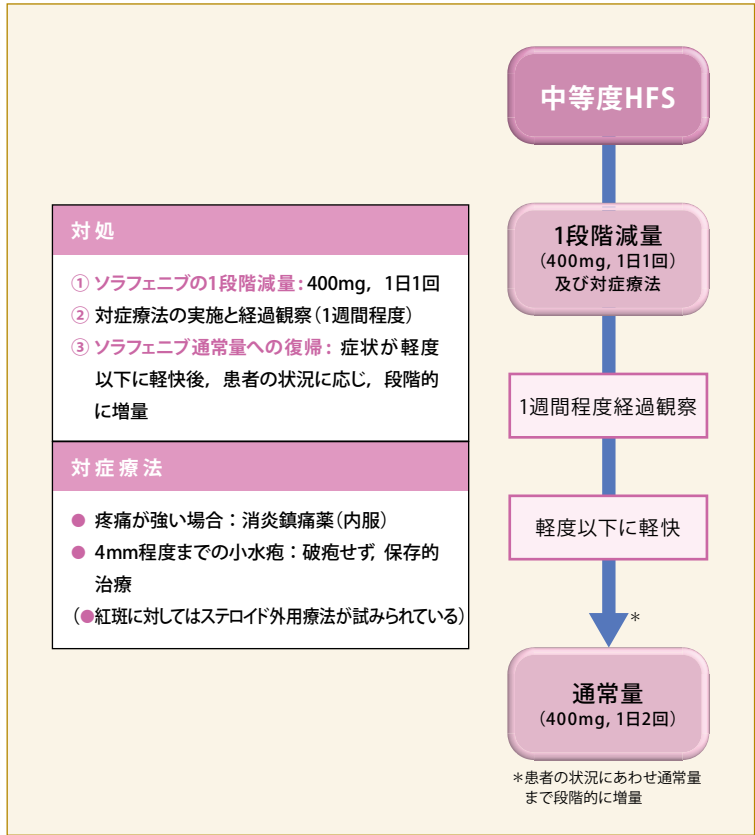 中等度HFS
1段階減量
(400mg, 1日1回)
及び対症療法
1週間程度経過観察
軽度以下に軽快
*
通常量
(400mg, 1日2回)
*患者の状況にあわせ通常量
まで段階的に増量
対処
① ソラフェニブの1段階減量:400mg, 1日1回
② 対症療法の実施と経過観察(1週間程度)
③ ソラフェニブ通常量への復帰:症状が軽度
以下に軽快後, 患者の状況に応じ, 段階的
に増量
対症療法
● 疼痛が強い場合:消炎鎮痛薬(内服)
● 4mm程度までの小水疱:破疱せず, 保存的
治療
(●紅斑に対してはステロイド外用療法が試みられている)